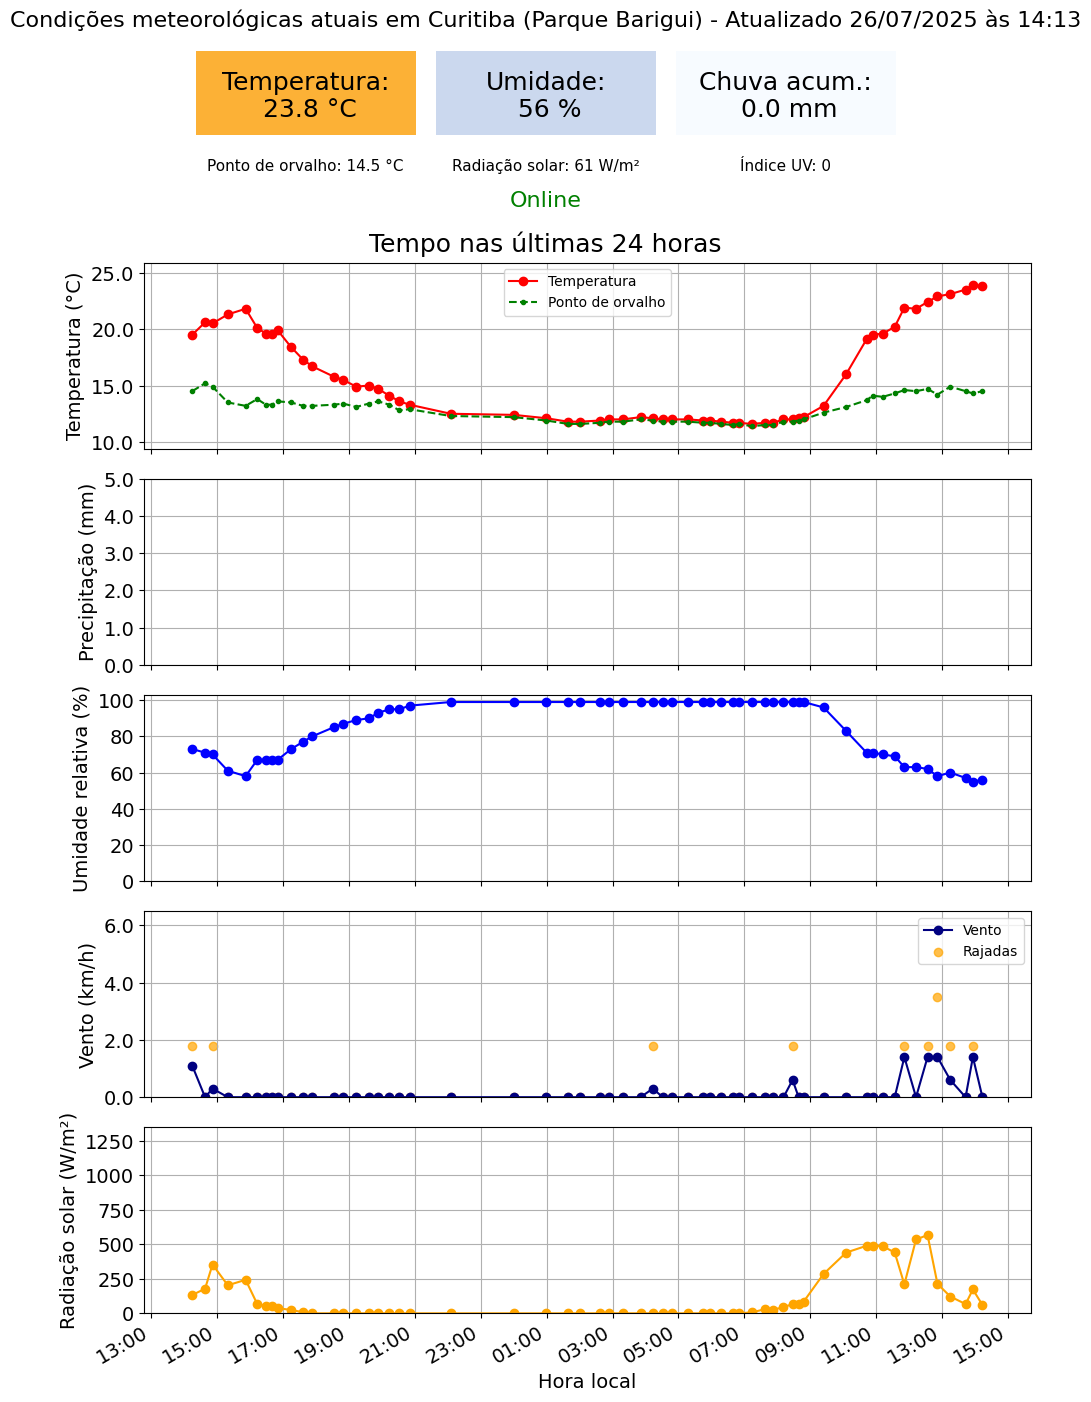 Condições meteorológicas atuais em Curitiba (Parque Barigui) - Atualizado 26/07/2025 às 14:13
Temperatura:
23.8 °C
Umidade:
56 %
Chuva acum.:
0.0 mm
Ponto de orvalho: 14.5 °C
Radiação solar: 61 W/m²
Índice UV: 0
Online
Tempo nas últimas 24 horas
Temperatura (°C)
25.0
20.0
15.0
10.0
Temperatura
Ponto de orvalho
Precipitação (mm)
5.0
4.0
3.0
2.0
1.0
0.0
Umidade relativa (%)
100
80
60
40
20
0
Vento (km/h)
6.0
4.0
2.0
0.0
Vento
Rajadas
Radiação solar (W/m²)
1250
1000
750
500
250
0
13:00
15:00
17:00
19:00
21:00
23:00
01:00
03:00
05:00
07:00
09:00
11:00
13:00
15:00
Hora local